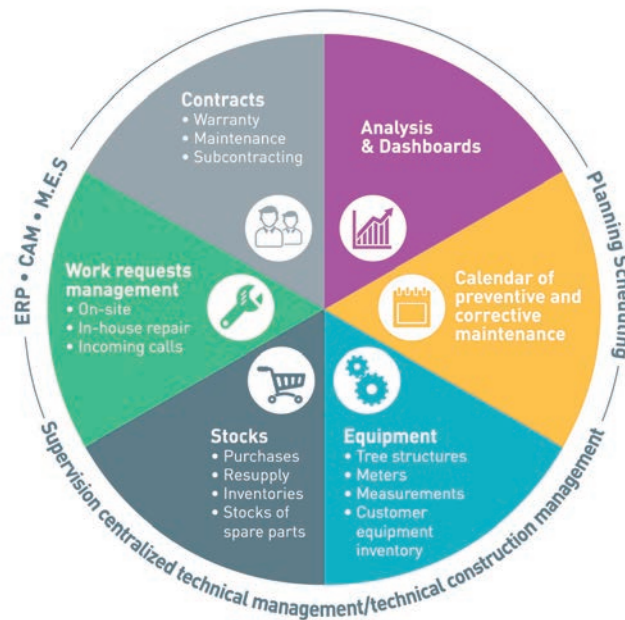 Contracts
• Warranty
• Maintenance
• Subcontracting
Analysis
& Dashboards
Calendar of
preventive and
corrective
maintenance
Equipment
• Tree structures
• Meters
• Measurements
• Customer
equipment
inventory
Stocks
• Purchases
• Resupply
• Inventories
• Stocks of
spare parts
Work requests
management
• On-site
• In-house repair
• Incoming calls
ERP • CAM • M.E.S
Planning Scheduling
Supervision centralized technical management/technical construction management